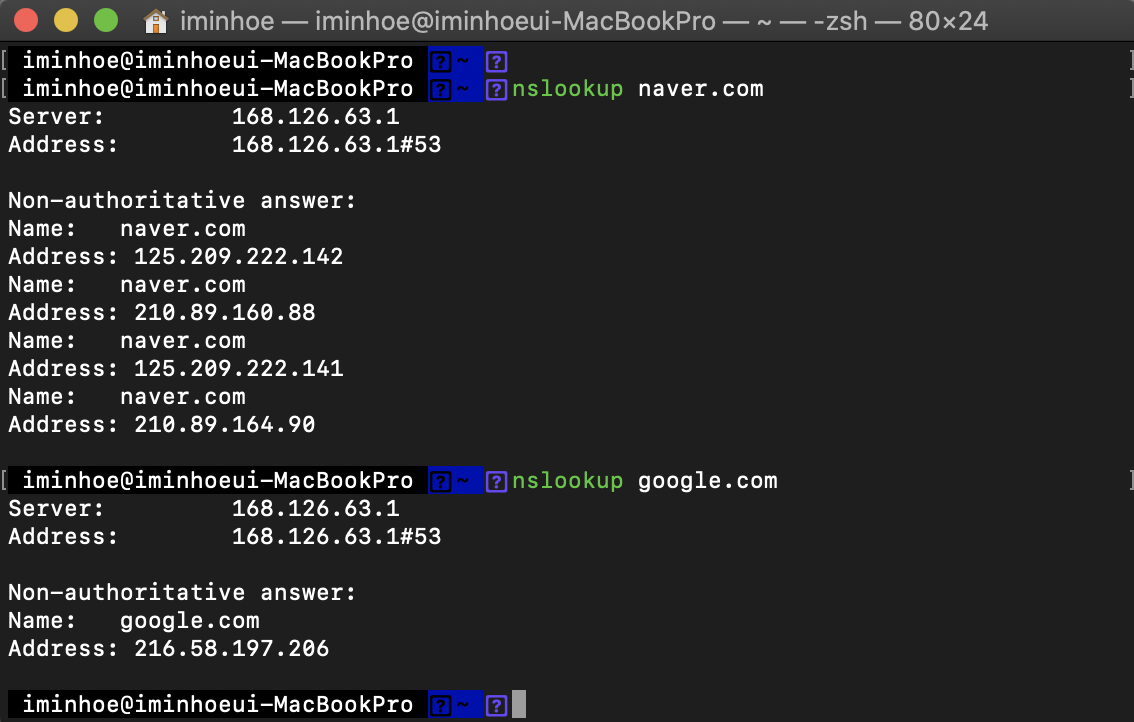 iminhoe — iminhoe@iminhoeui-MacBookPro — ~ — -zsh — 80×24
[ iminhoe@iminhoeui-MacBookPro ? ~ ? ]
[ iminhoe@iminhoeui-MacBookPro ? ~ ? nslookup naver.com ]
Server: 168.126.63.1
Address: 168.126.63.1#53
Non-authoritative answer:
Name: naver.com
Address: 125.209.222.142
Name: naver.com
Address: 210.89.160.88
Name: naver.com
Address: 125.209.222.141
Name: naver.com
Address: 210.89.164.90
[ iminhoe@iminhoeui-MacBookPro ? ~ ? nslookup google.com ]
Server: 168.126.63.1
Address: 168.126.63.1#53
Non-authoritative answer:
Name: google.com
Address: 216.58.197.206
iminhoe@iminhoeui-MacBookPro ? ~ ?